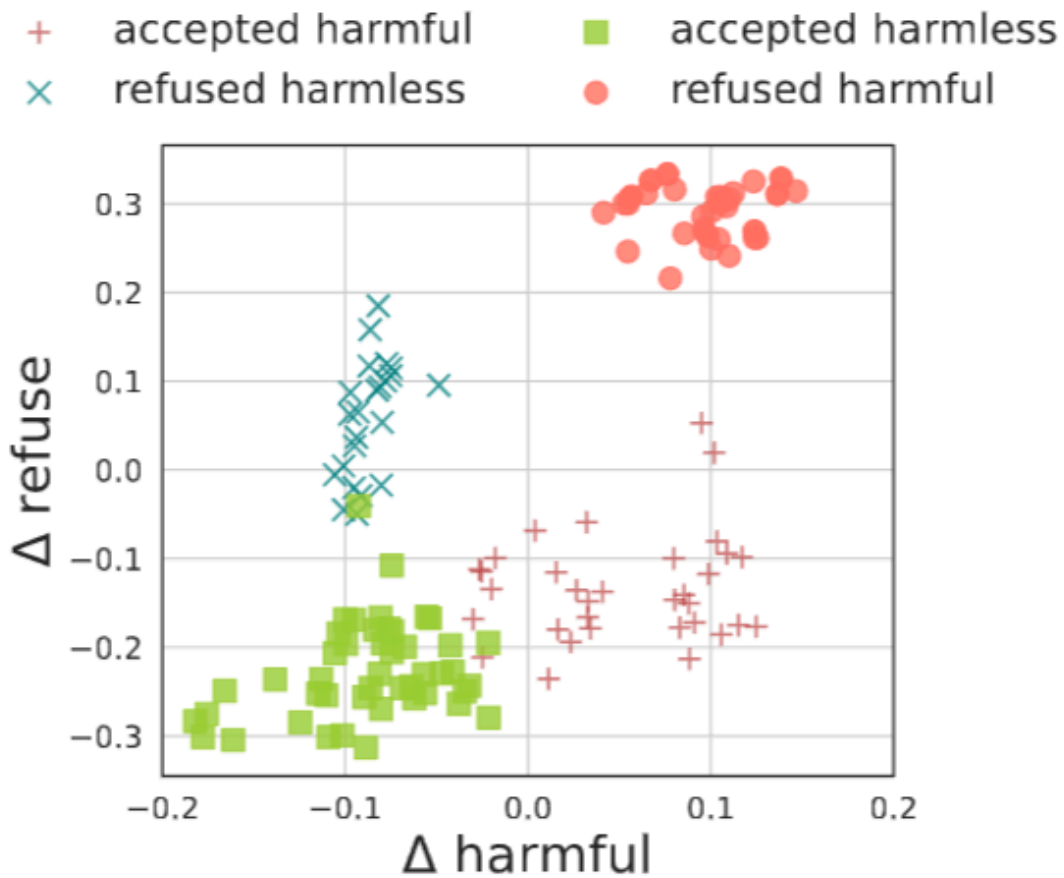 accepted harmful
accepted harmless
refused harmless
refused harmful
0.3
0.2
0.1
0.0
−0.1
−0.2
−0.3
Δ refuse
−0.2
−0.1
0.0
0.1
0.2
Δ harmful